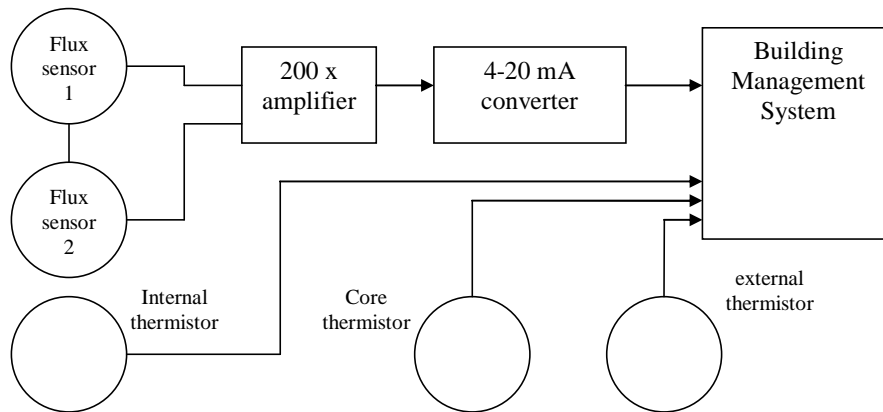 Flux
sensor
1
200 x
amplifier
4-20 mA
converter
Building
Management
System
Flux
sensor
2
Internal
thermistor
Core
thermistor
external
thermistor